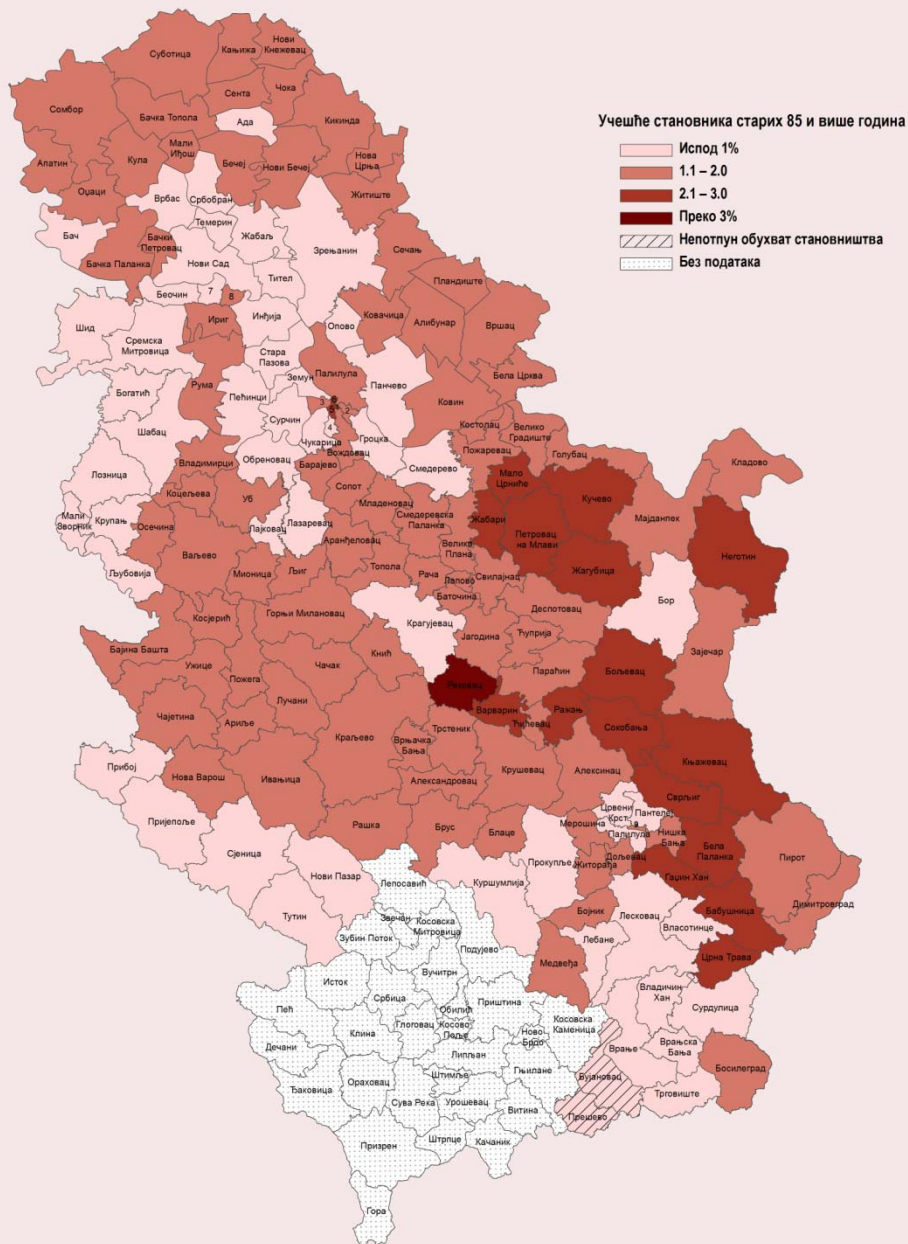 Учешће становника старих 85 и више година
Испод 1%
1.1 – 2.0
2.1 – 3.0
Преко 3%
Непотпун обухват становништва
Без података
Суботица
Кањижа
Нови
Кнежевац
Сомбор
Сента
Чока
Бачка Топола
Ада
Кикинда
Мали
Иђош
Апатин
Кула
Бечеј
Нови Бечеј
Нова
Црња
Оџаци
Житиште
Врбас
Србобран
Бач
Темерин
Жабаљ
Зрењанин
Бачки
Петровац
Сечањ
Бачка Паланка
Нови Сад
Тител
Пландиште
Беочин
7
8
Шид
Ириг
Инђија
Опово
Ковачица
Алибунар
Вршац
Сремска
Митровица
Стара
Пазова
Земун
Палилула
Панчево
Бела Црква
Рума
Богатић
Пећинци
Сурчин
3
2
4
Ковин
Шабац
Чукарица
Гроцка
Костолац
Велико
Градиште
Вождовац
Обреновац
Барајево
Смедерево
Пожаревац
Голубац
Кладово
Лозница
Владимирци
Сопот
Мало
Црниће
Кучево
Коцељева
Уб
Младеновац
Мајданпек
Мали
Зворник
Крупањ
Осечина
Лајковац
Лазаревац
Смедеревска
Паланка
Жабари
Петровац
на Млави
Неготин
Ваљево
Аранђеловац
Велика
Плана
Љубовија
Мионица
Љиг
Топола
Рача
Лапово
Свилајнац
Жагубица
Баточина
Бор
Косјерић
Горњи Милановац
Деспотовац
Крагујевац
Јагодина
Ћуприја
Бајина Башта
Кнић
Зајечар
Ужице
Пожега
Чачак
Параћин
Бољевац
Лучани
Рековац
Чајетина
Ариље
Варварин
Ражањ
Ћићевац
Сокобања
Краљево
Трстеник
Врњачка
Бања
Књажевац
Прибој
Нова Варош
Ивањица
Крушевац
Алексинац
Александровац
Сврљиг
Црвени
Крст
Пантелеј
Пријепоље
Рашка
Брус
Блаце
Мерошина
9
Палилула
Нишка
Бања
Бела
Паланка
Пирот
Сјеница
Прокупље
Житорађа
Дољевац
Нови Пазар
Куршумлија
Гаџин Хан
Лепосавић
Бабушница
Димитровград
Тутин
Бојник
Лесковац
Звечан
Косовска
Митровица
Власотинце
Зубин Поток
Подујево
Лебане
Црна Трава
Медвеђа
Вучитрн
Исток
Србица
Владичин
Хан
Сурдулица
Пећ
Обилић
Приштина
Косовска
Каменица
Клина
Глоговац
Косово
Поље
Ново
Брдо
Врање
Врањска
Бања
Дечани
Липљан
Босилеград
Гњилане
Бујановац
Ђаковица
Ораховац
Штимље
Трговиште
Сува Река
Урошевац
Витина
Прешево
Призрен
Штрпце
Качаник
Гора